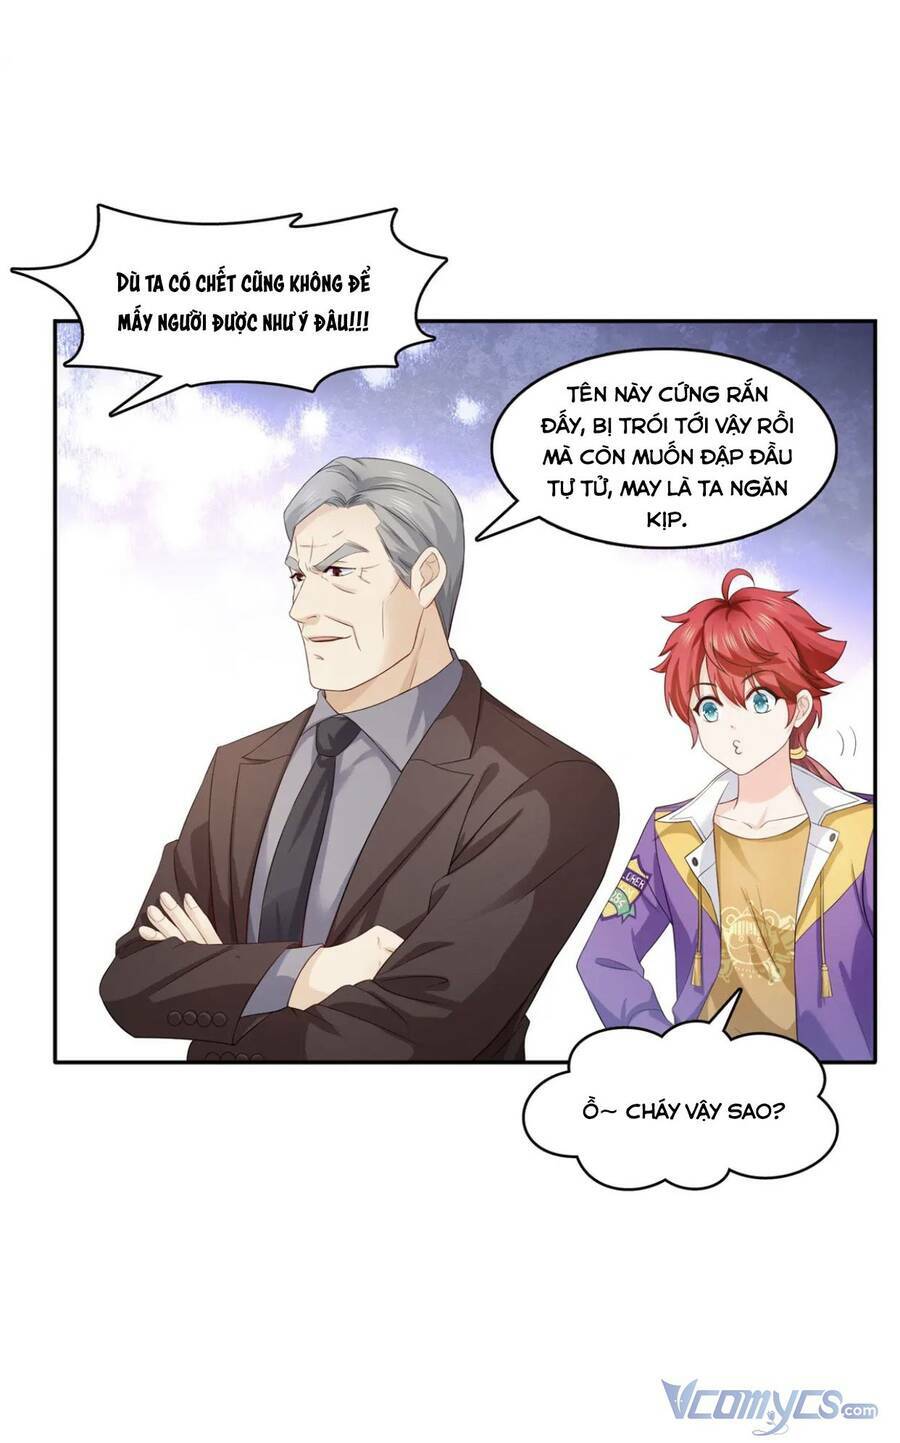 DÙ TA CÓ CHẾT CŨNG KHÔNG ĐỂ
MẤY NGƯỜI ĐƯỢC NHƯ Ý ĐÂU!!!
TÊN NÀY CỨNG RẮN
ĐẤY, BỊ TRÓI TỚI VẬY RỒI
MÀ CÒN MUỐN ĐẬP ĐẦU
TỰ TỬ, MAY LÀ TA NGĂN
KỊP.
Ồ~ CHÁY VẬY SAO?
VCOMYCS.com